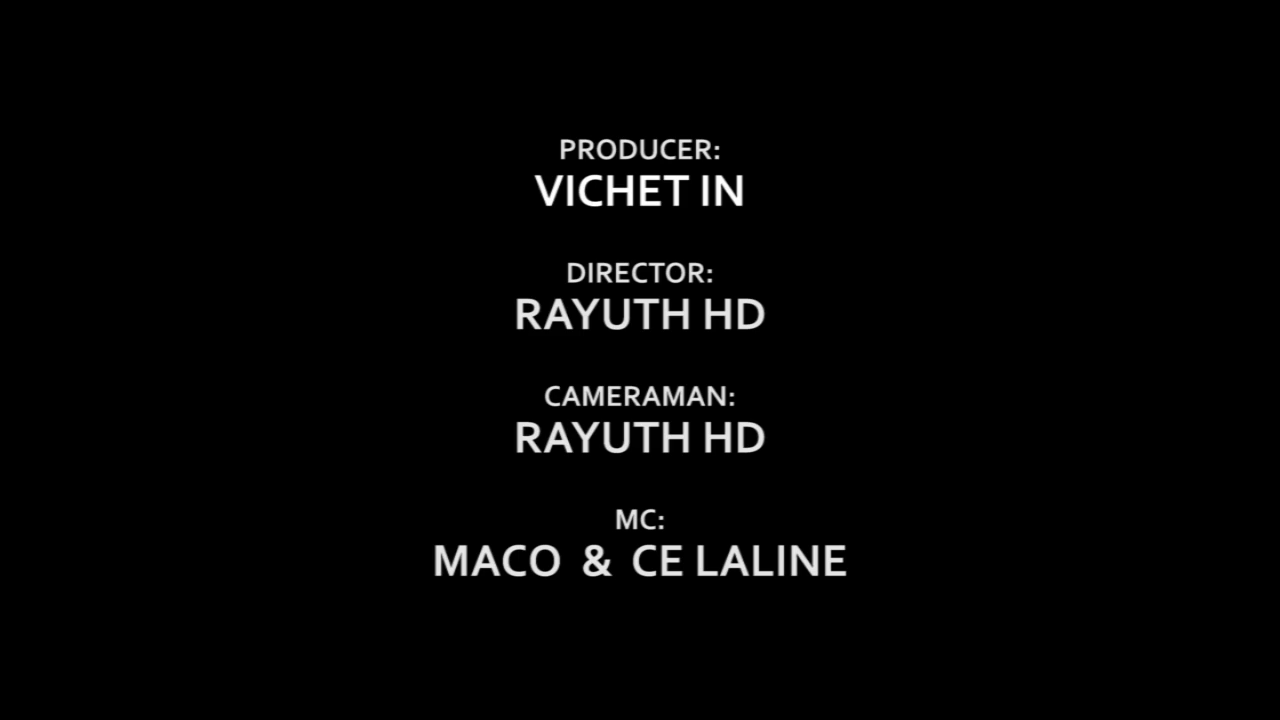 PRODUCER:
VICHET IN
DIRECTOR:
RAYUTH HD
CAMERAMAN:
RAYUTH HD
MC:
MACO & CE LALINE